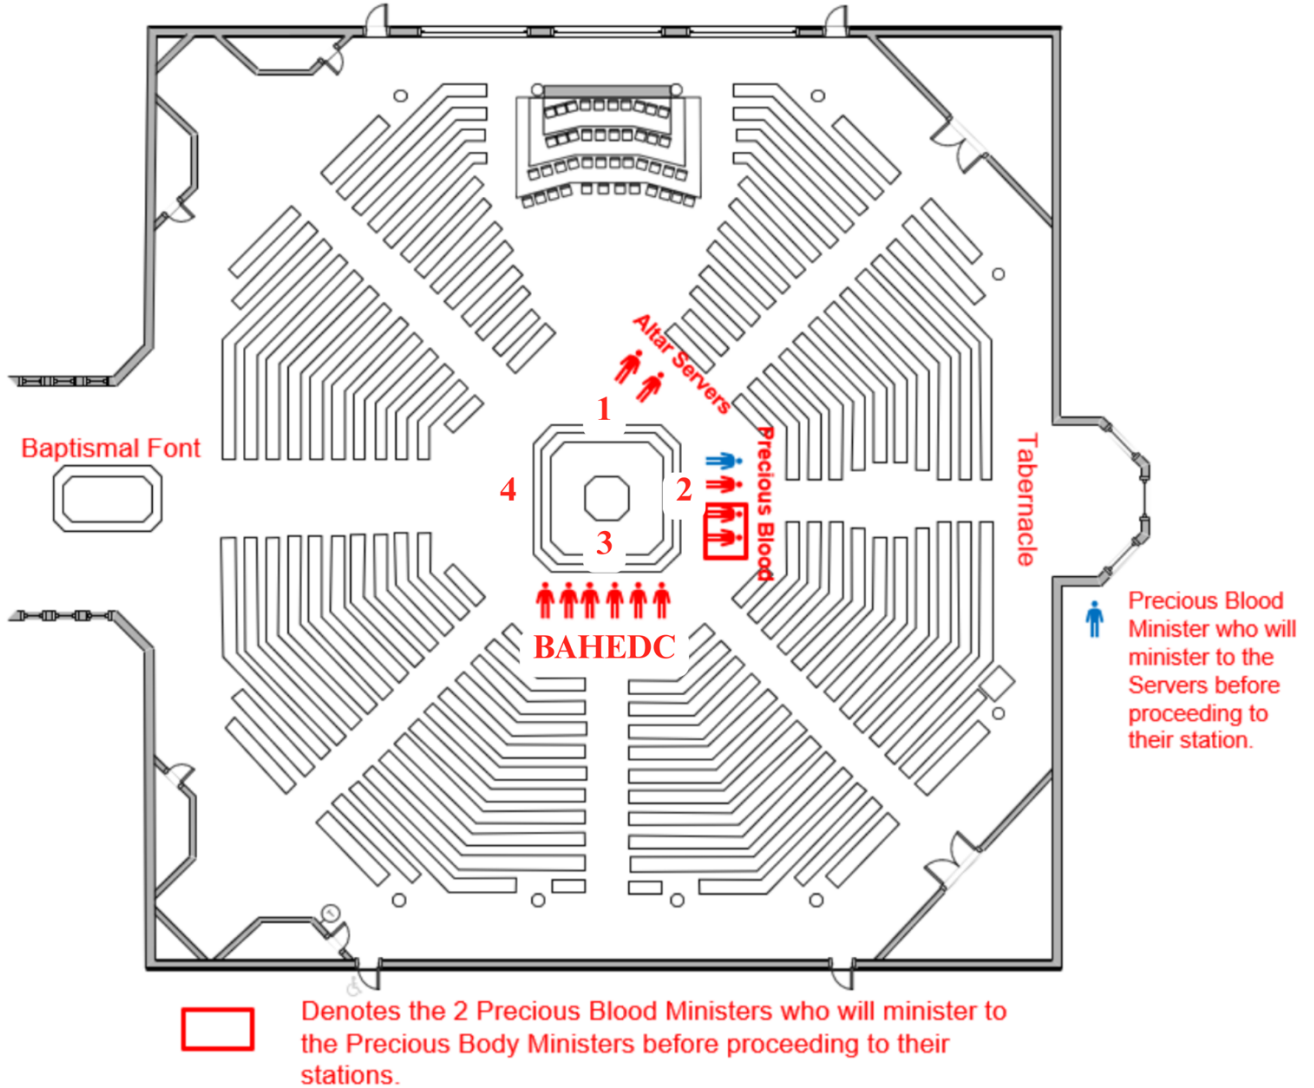 Altar Servers
1
Baptismal Font
Precious Blood
Tabernacle
4
2
3
BAHEDC
Precious Blood
Minister who will
minister to the
Servers before
proceeding to
their station.
Denotes the 2 Precious Blood Ministers who will minister to
the Precious Body Ministers before proceeding to their
stations.